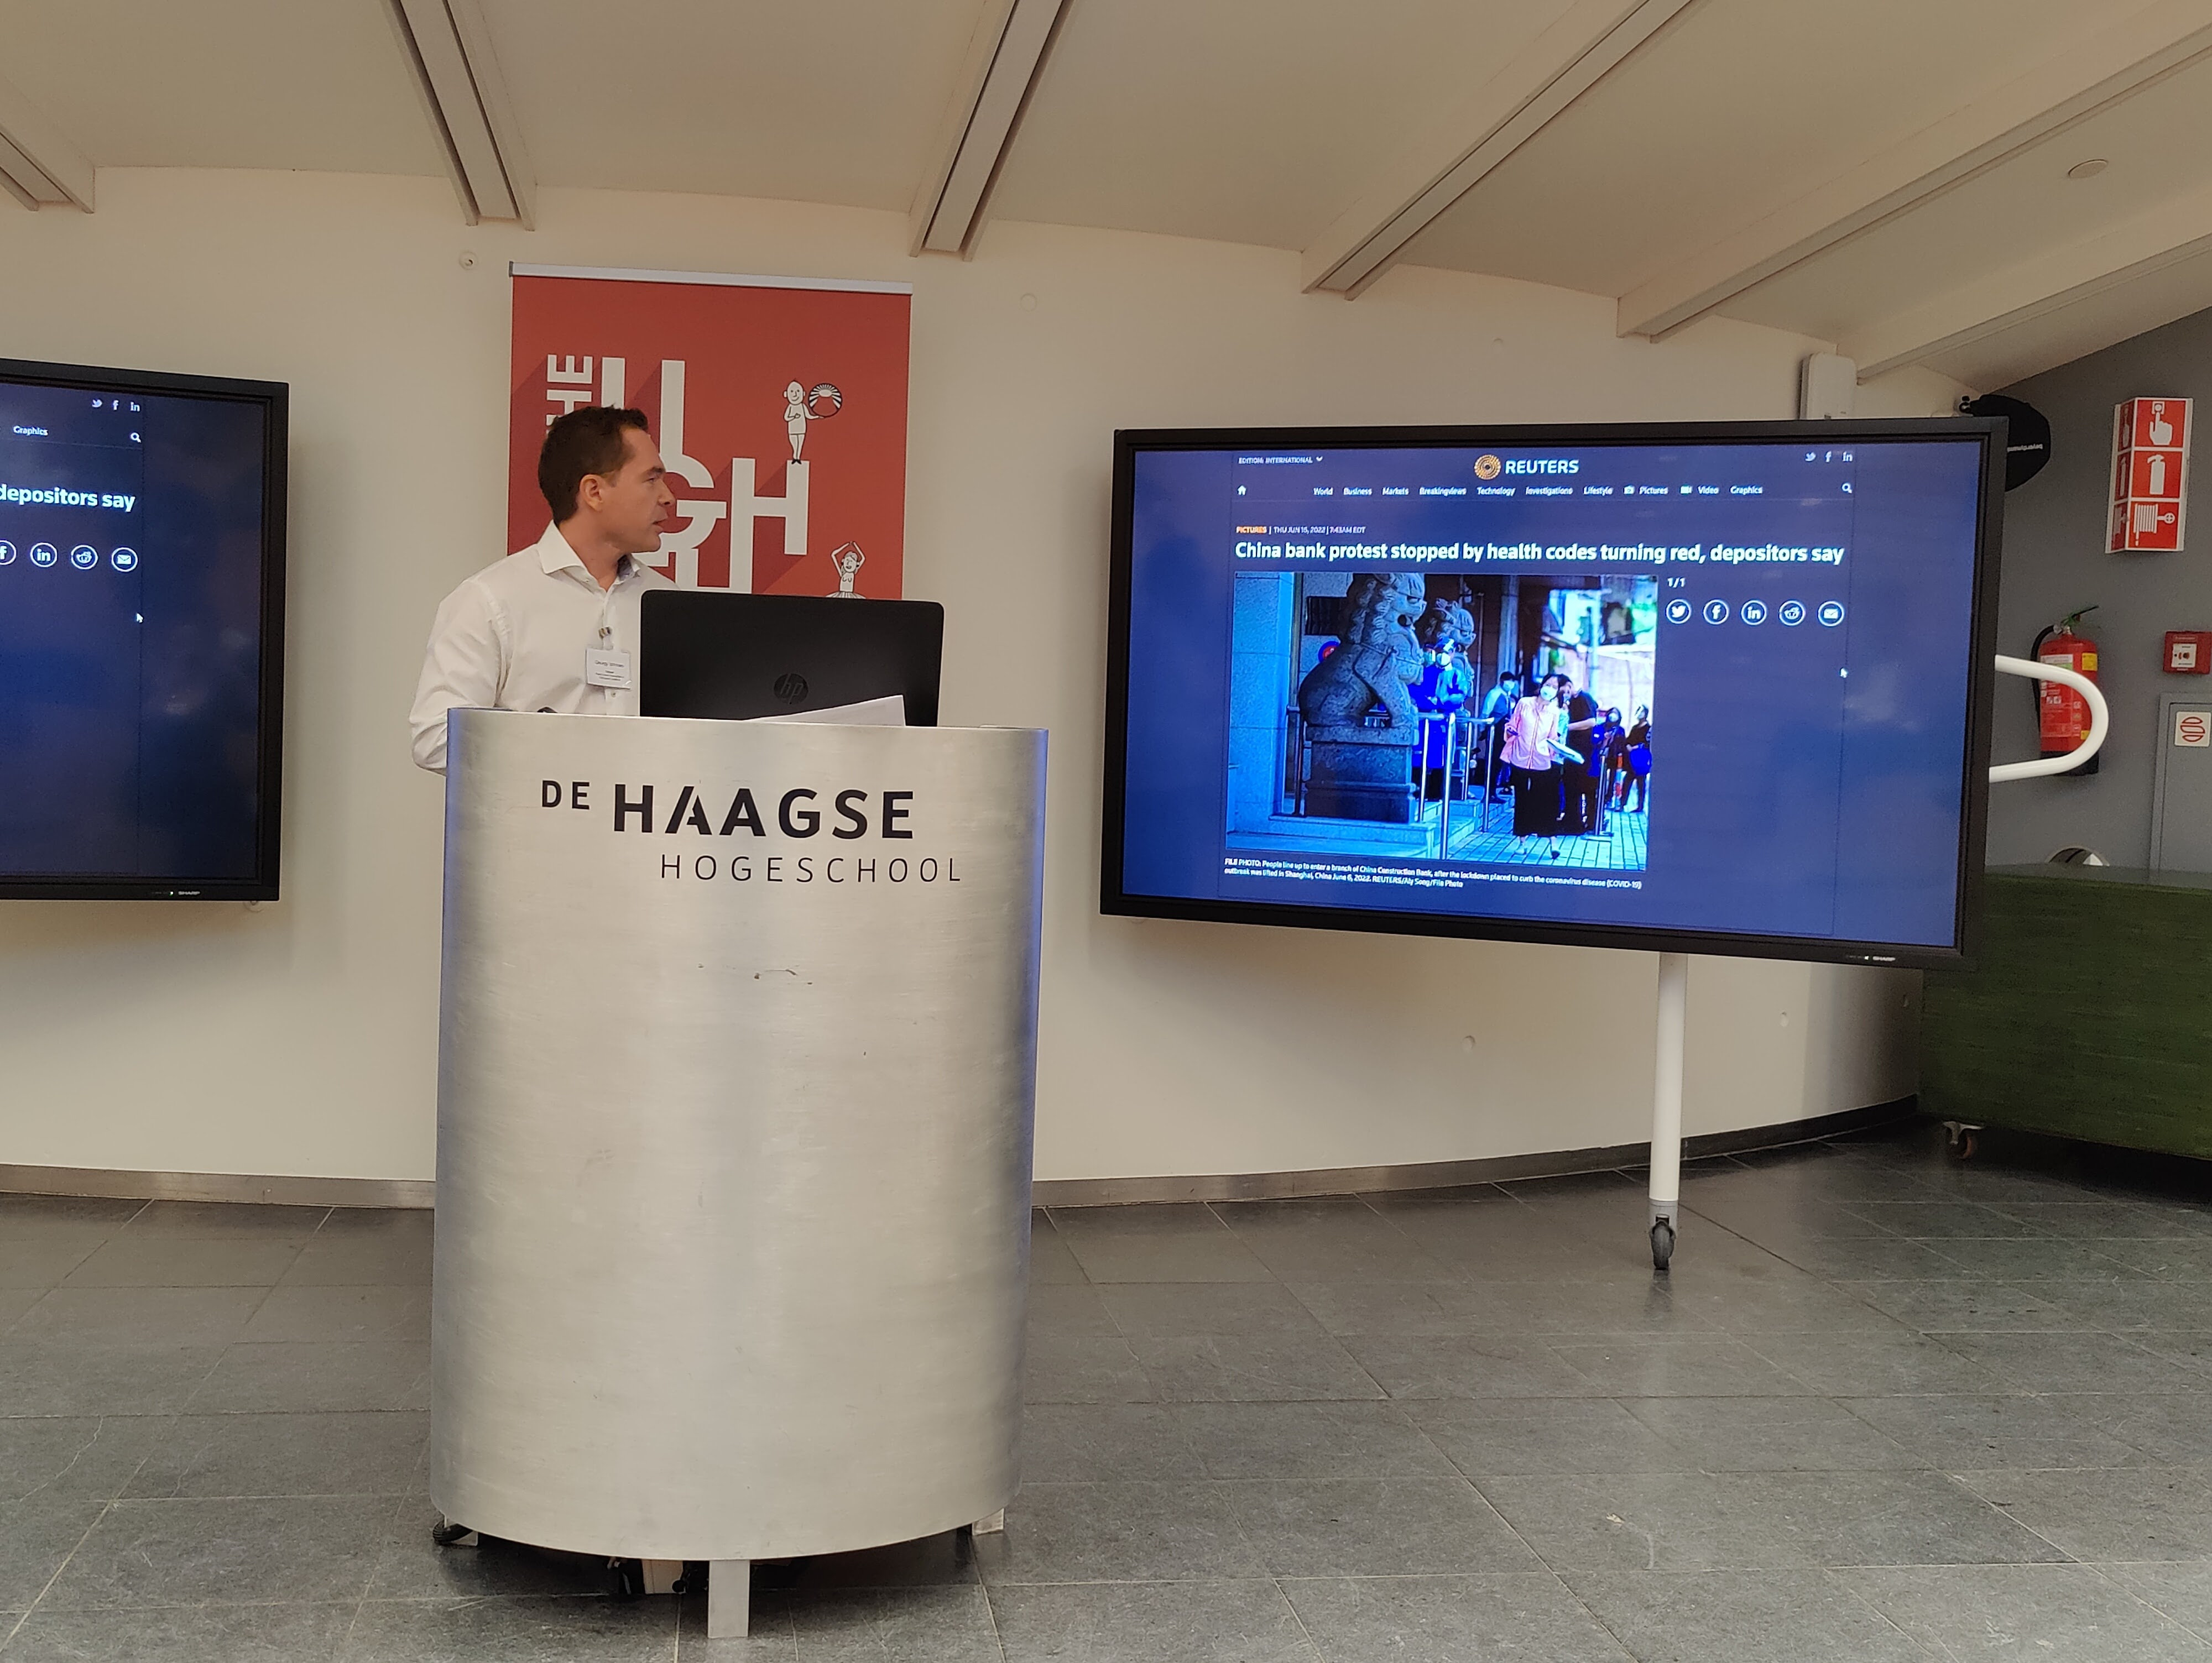 Graphics
depositors say
SHARP
THE
HIGH
hp
DE HAAGSE
HOGESCHOOL
EDITION: INTERNATIONAL
REUTERS
World Business Markets Breakingviews Technology Investigations Lifestyle Pictures Video Graphics
PICTURES | THU JUN 16, 2022 | 7:43AM EDT
China bank protest stopped by health codes turning red, depositors say
1/1
FILE PHOTO: People line up to enter a branch of China Construction Bank, after the lockdown placed to curb the coronavirus disease (COVID-19)
outbreak was lifted in Shanghai, China June 6, 2022. REUTERS/Aly Song/File Photo
SHARP